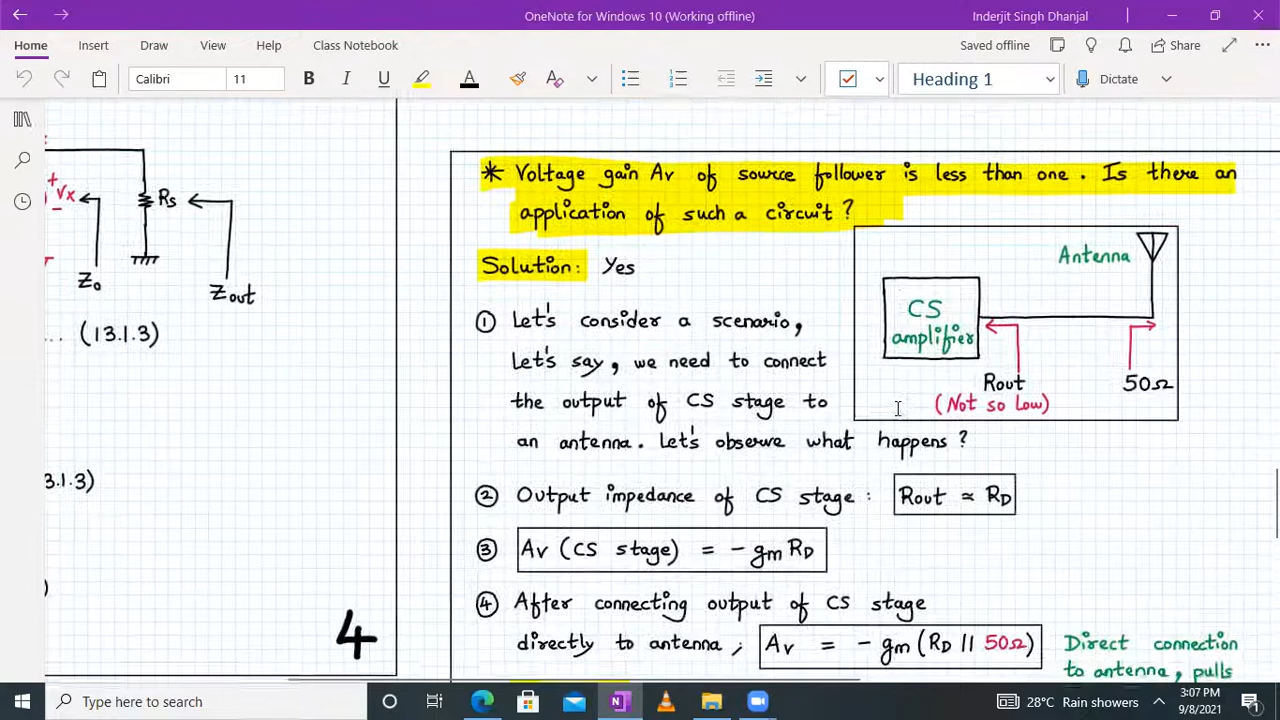 OneNote for Windows 10 (Working offline)
Inderjit Singh Dhanjal
Home Insert Draw View Help Class Notebook
Saved offline
Share
Calibri 11 B I U A
Heading 1
Dictate
+
Vx
-
Rs
Zo
Zout
... (13.1.3)
3.1.3)
4
* Voltage gain Av of source follower is less than one. Is there an
application of such a circuit?
Solution: Yes
① Let's consider a scenario,
Let's say, we need to connect
the output of CS stage to
an antenna. Let's observe what happens?
Antenna
CS
amplifier
Rout
(Not so Low)
50Ω
② Output impedance of CS stage: Rout ≈ RD
③ Av (CS stage) = - gm RD
④ After connecting output of CS stage
directly to antenna; Av = - gm (RD || 50Ω)
Direct connection
to antenna, pulls
Type here to search
28°C Rain showers
3:07 PM
9/8/2021
1